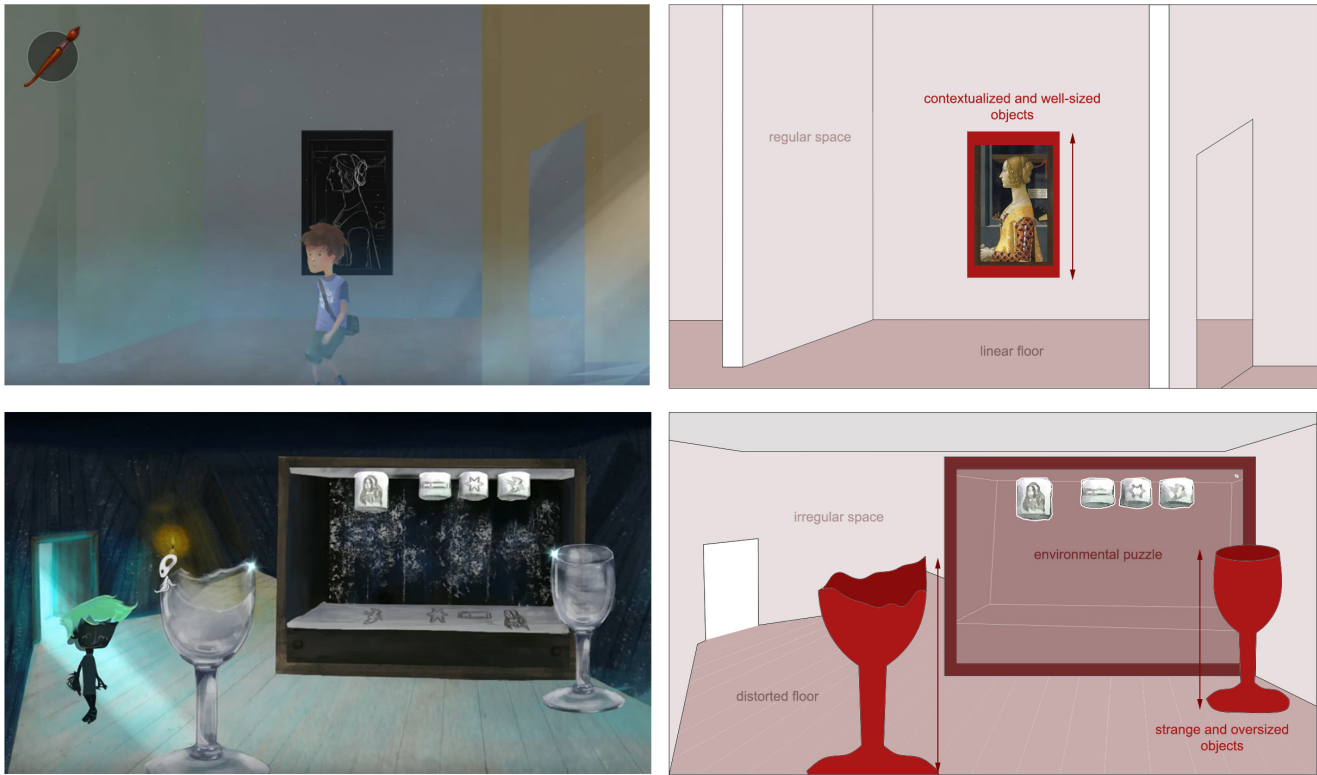 contextualized and well-sized
objects
regular space
linear floor
irregular space
environmental puzzle
distorted floor
strange and oversized
objects